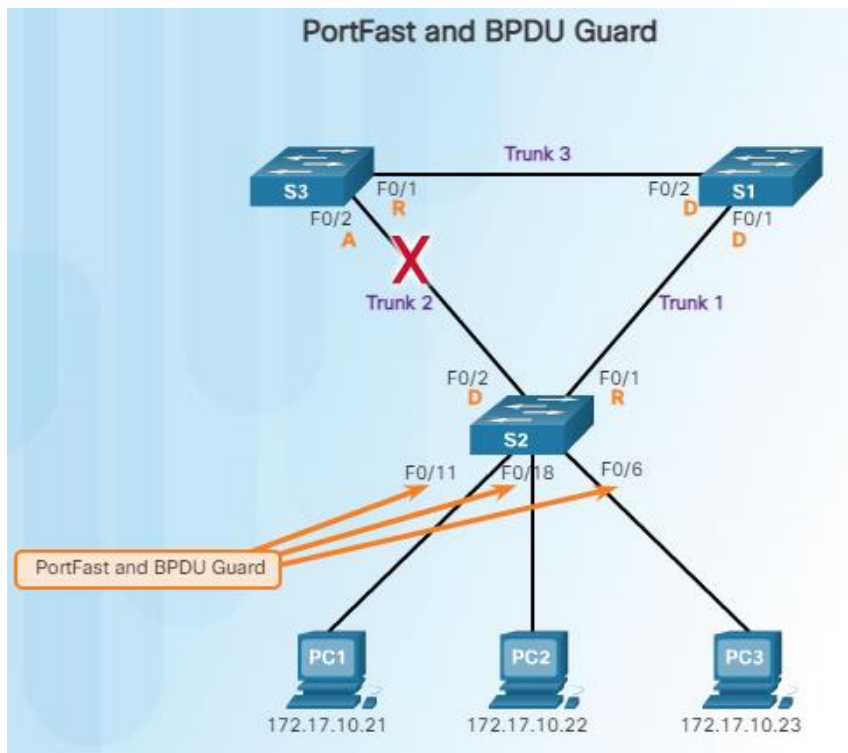 PortFast and BPDU Guard
Trunk 3
S3
F0/1
R
F0/2
A
F0/2
D
S1
F0/1
D
X
Trunk 2
Trunk 1
F0/2
D
F0/1
R
S2
F0/11
F0/18
F0/6
PortFast and BPDU Guard
PC1
PC2
PC3
172.17.10.21
172.17.10.22
172.17.10.23